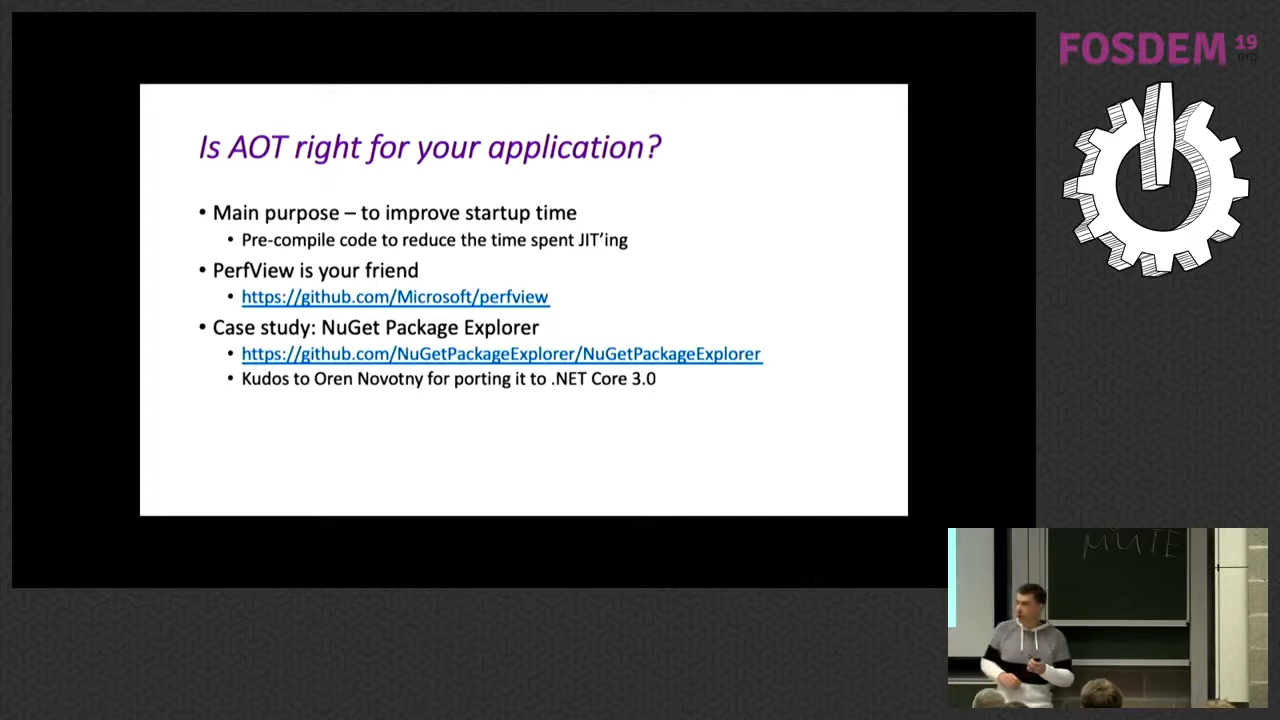 FOSDEM 19
.org
Is AOT right for your application?
• Main purpose – to improve startup time
• Pre-compile code to reduce the time spent JIT’ing
• PerfView is your friend
• https://github.com/Microsoft/perfview
• Case study: NuGet Package Explorer
• https://github.com/NuGetPackageExplorer/NuGetPackageExplorer
• Kudos to Oren Novotny for porting it to .NET Core 3.0
MUTE